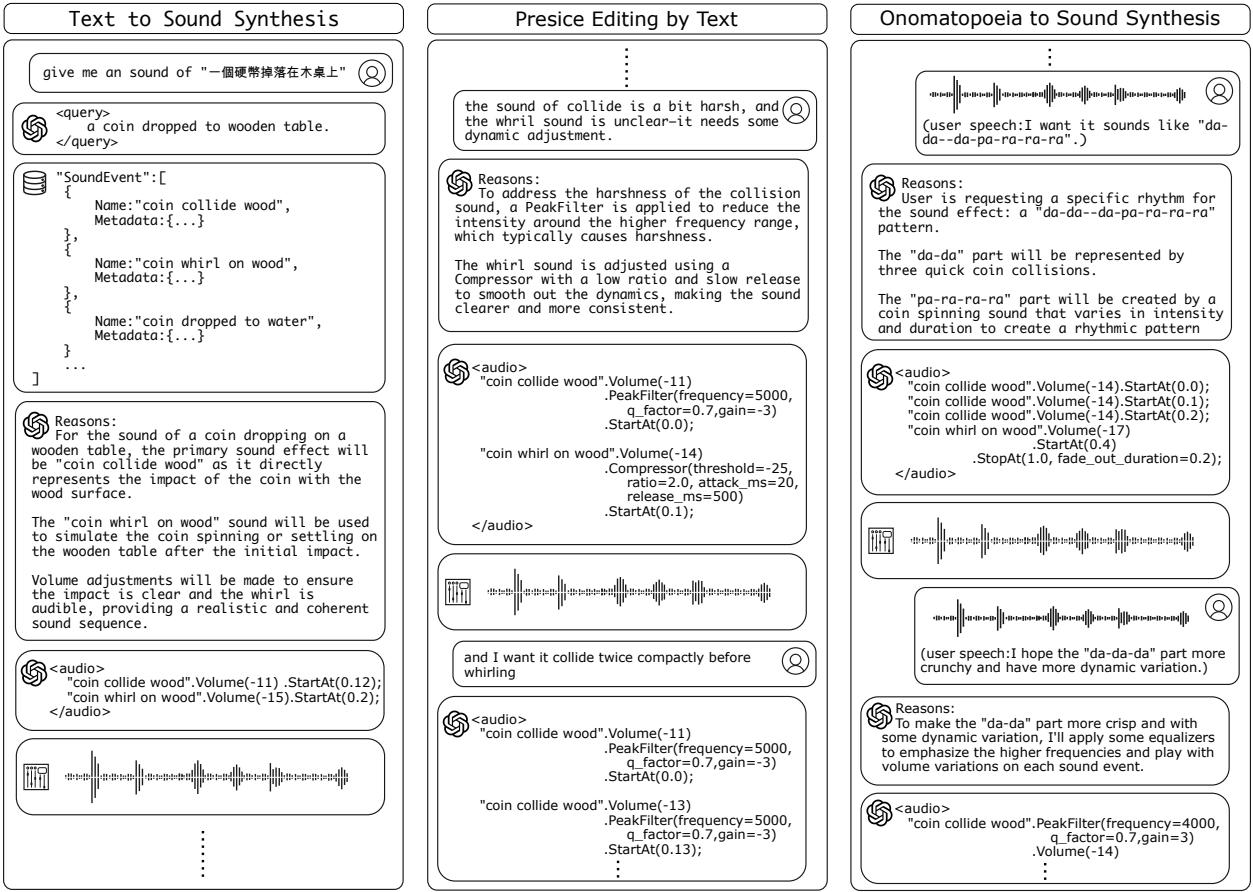 Text to Sound Synthesis
give me an sound of "一個硬幣掉落在木桌上"
<query>
a coin dropped to wooden table.
</query>
"SoundEvent":[
{
Name:"coin collide wood",
Metadata:{...}
},
{
Name:"coin whirl on wood",
Metadata:{...}
},
{
Name:"coin dropped to water",
Metadata:{...}
}
...
]
Reasons:
For the sound of a coin dropping on a
wooden table, the primary sound effect will
be "coin collide wood" as it directly
represents the impact of the coin with the
wood surface.
The "coin whirl on wood" sound will be used
to simulate the coin spinning or settling on
the wooden table after the initial impact.
Volume adjustments will be made to ensure
the impact is clear and the whirl is
audible, providing a realistic and coherent
sound sequence.
<audio>
"coin collide wood".Volume(-11) .StartAt(0.12);
"coin whirl on wood".Volume(-15).StartAt(0.2);
</audio>
Presice Editing by Text
the sound of collide is a bit harsh, and
the whril sound is unclear—it needs some
dynamic adjustment.
Reasons:
To address the harshness of the collision
sound, a PeakFilter is applied to reduce the
intensity around the higher frequency range,
which typically causes harshness.
The whirl sound is adjusted using a
Compressor with a low ratio and slow release
to smooth out the dynamics, making the sound
clearer and more consistent.
<audio>
"coin collide wood".Volume(-11)
.PeakFilter(frequency=5000,
q_factor=0.7,gain=-3)
.StartAt(0.0);
"coin whirl on wood".Volume(-14)
.Compressor(threshold=-25,
ratio=2.0, attack_ms=20,
release_ms=500)
.StartAt(0.1);
</audio>
and I want it collide twice compactly before
whirling
<audio>
"coin collide wood".Volume(-11)
.PeakFilter(frequency=5000,
q_factor=0.7,gain=-3)
.StartAt(0.0);
"coin collide wood".Volume(-13)
.PeakFilter(frequency=5000,
q_factor=0.7,gain=-3)
.StartAt(0.13);
Onomatopoeia to Sound Synthesis
(user speech:I want it sounds like "da-
da--da-pa-ra-ra-ra".)
Reasons:
User is requesting a specific rhythm for
the sound effect: a "da-da--da-pa-ra-ra-ra"
pattern.
The "da-da" part will be represented by
three quick coin collisions.
The "pa-ra-ra-ra" part will be created by a
coin spinning sound that varies in intensity
and duration to create a rhythmic pattern
<audio>
"coin collide wood".Volume(-14).StartAt(0.0);
"coin collide wood".Volume(-14).StartAt(0.1);
"coin collide wood".Volume(-14).StartAt(0.2);
"coin whirl on wood".Volume(-17)
.StartAt(0.4)
.StopAt(1.0, fade_out_duration=0.2);
</audio>
(user speech:I hope the "da-da-da" part more
crunchy and have more dynamic variation.)
Reasons:
To make the "da-da" part more crisp and with
some dynamic variation, I'll apply some equalizers
to emphasize the higher frequencies and play with
volume variations on each sound event.
<audio>
"coin collide wood".PeakFilter(frequency=4000,
q_factor=0.7,gain=3)
.Volume(-14)